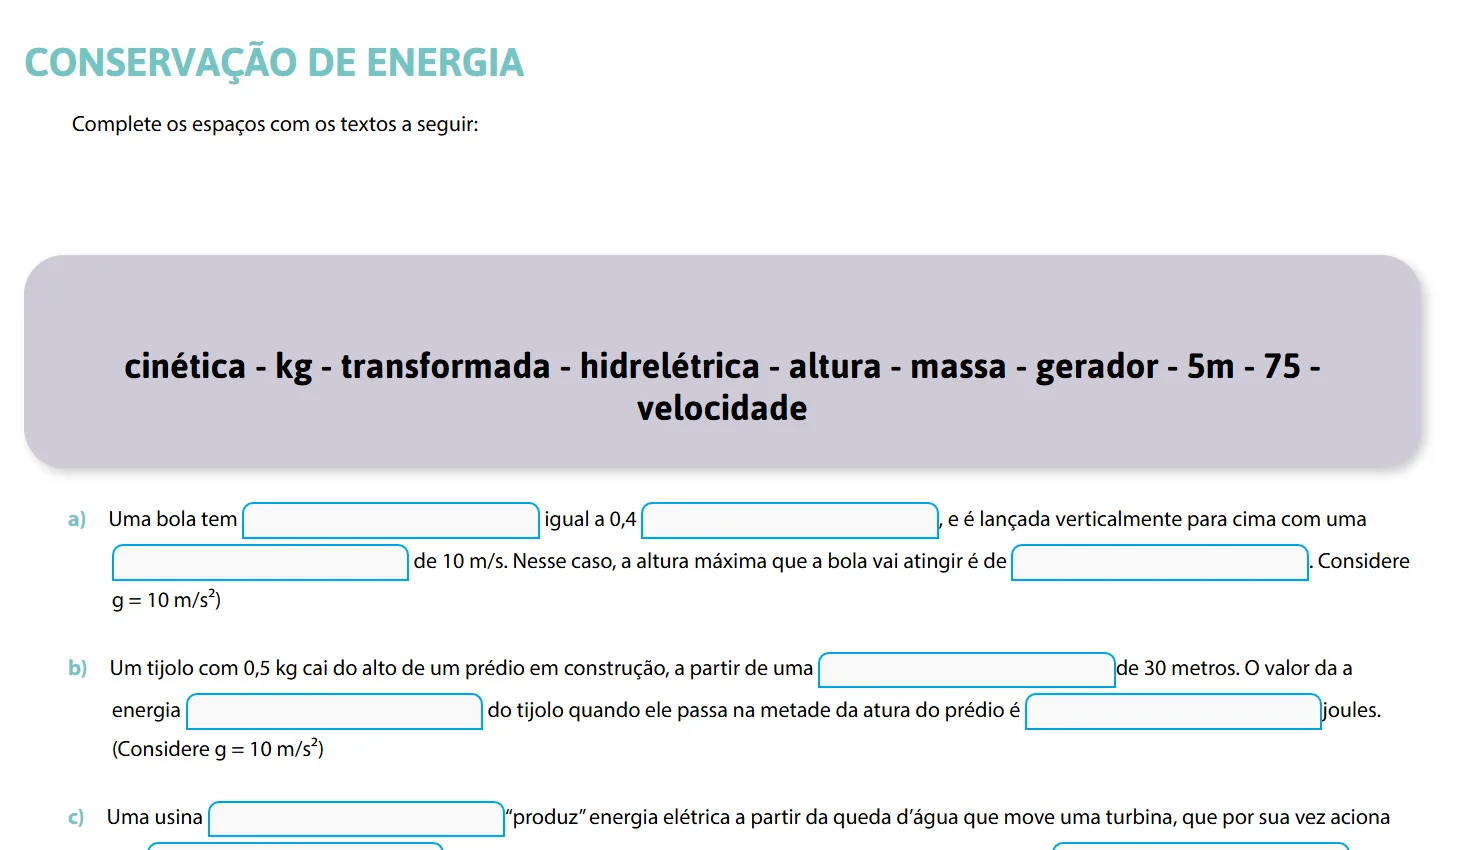 CONSERVAÇÃO DE ENERGIA
Complete os espaços com os textos a seguir:
cinética - kg - transformada - hidrelétrica - altura - massa - gerador - 5m - 75 -
velocidade
a) Uma bola tem igual a 0,4 , e é lançada verticalmente para cima com uma
de 10 m/s. Nesse caso, a altura máxima que a bola vai atingir é de . Considere
g = 10 m/s²)
b) Um tijolo com 0,5 kg cai do alto de um prédio em construção, a partir de uma de 30 metros. O valor da a
energia do tijolo quando ele passa na metade da atura do prédio é joules.
(Considere g = 10 m/s²)
c) Uma usina “produz” energia elétrica a partir da queda d’água que move uma turbina, que por sua vez aciona